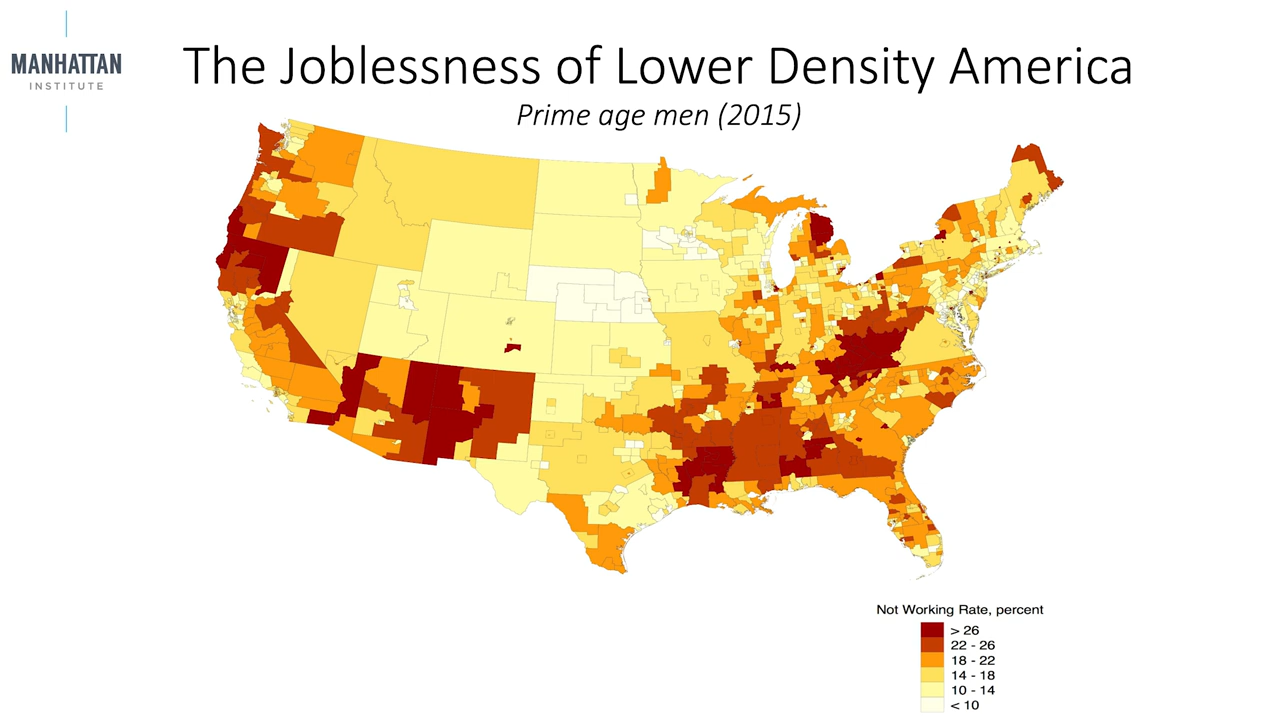 MANHATTAN
INSTITUTE
The Joblessness of Lower Density America
Prime age men (2015)
Not Working Rate, percent
> 26
22 - 26
18 - 22
14 - 18
10 - 14
< 10